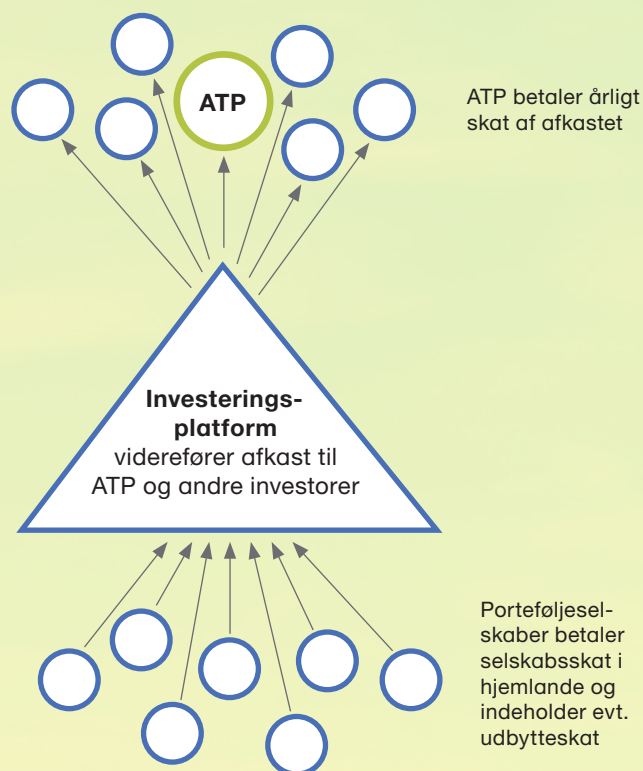 ATP
ATP betaler årligt
skat af afkastet
Investerings-
platform
viderefører afkast til
ATP og andre investorer
Porteføljesel-
skaber betaler
selskabsskat i
hjemlande og
indeholder evt.
udbytteskat